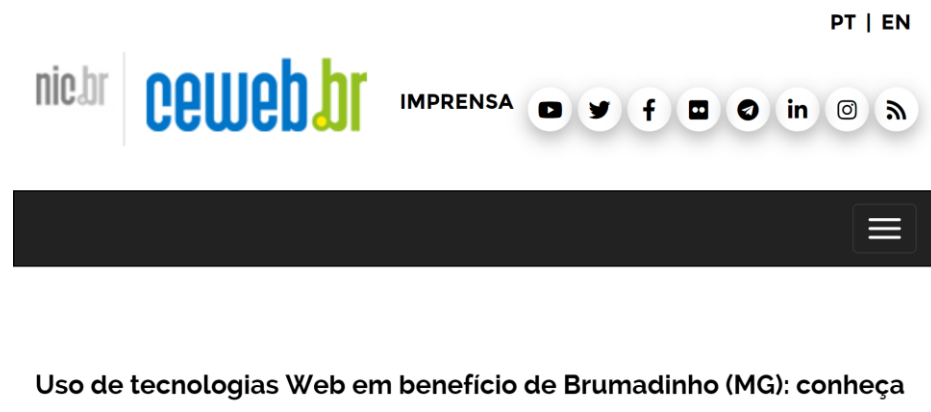 PT | EN
nic.br
ceweb.br
IMPRENSA
Uso de tecnologias Web em benefício de Brumadinho (MG): conheça